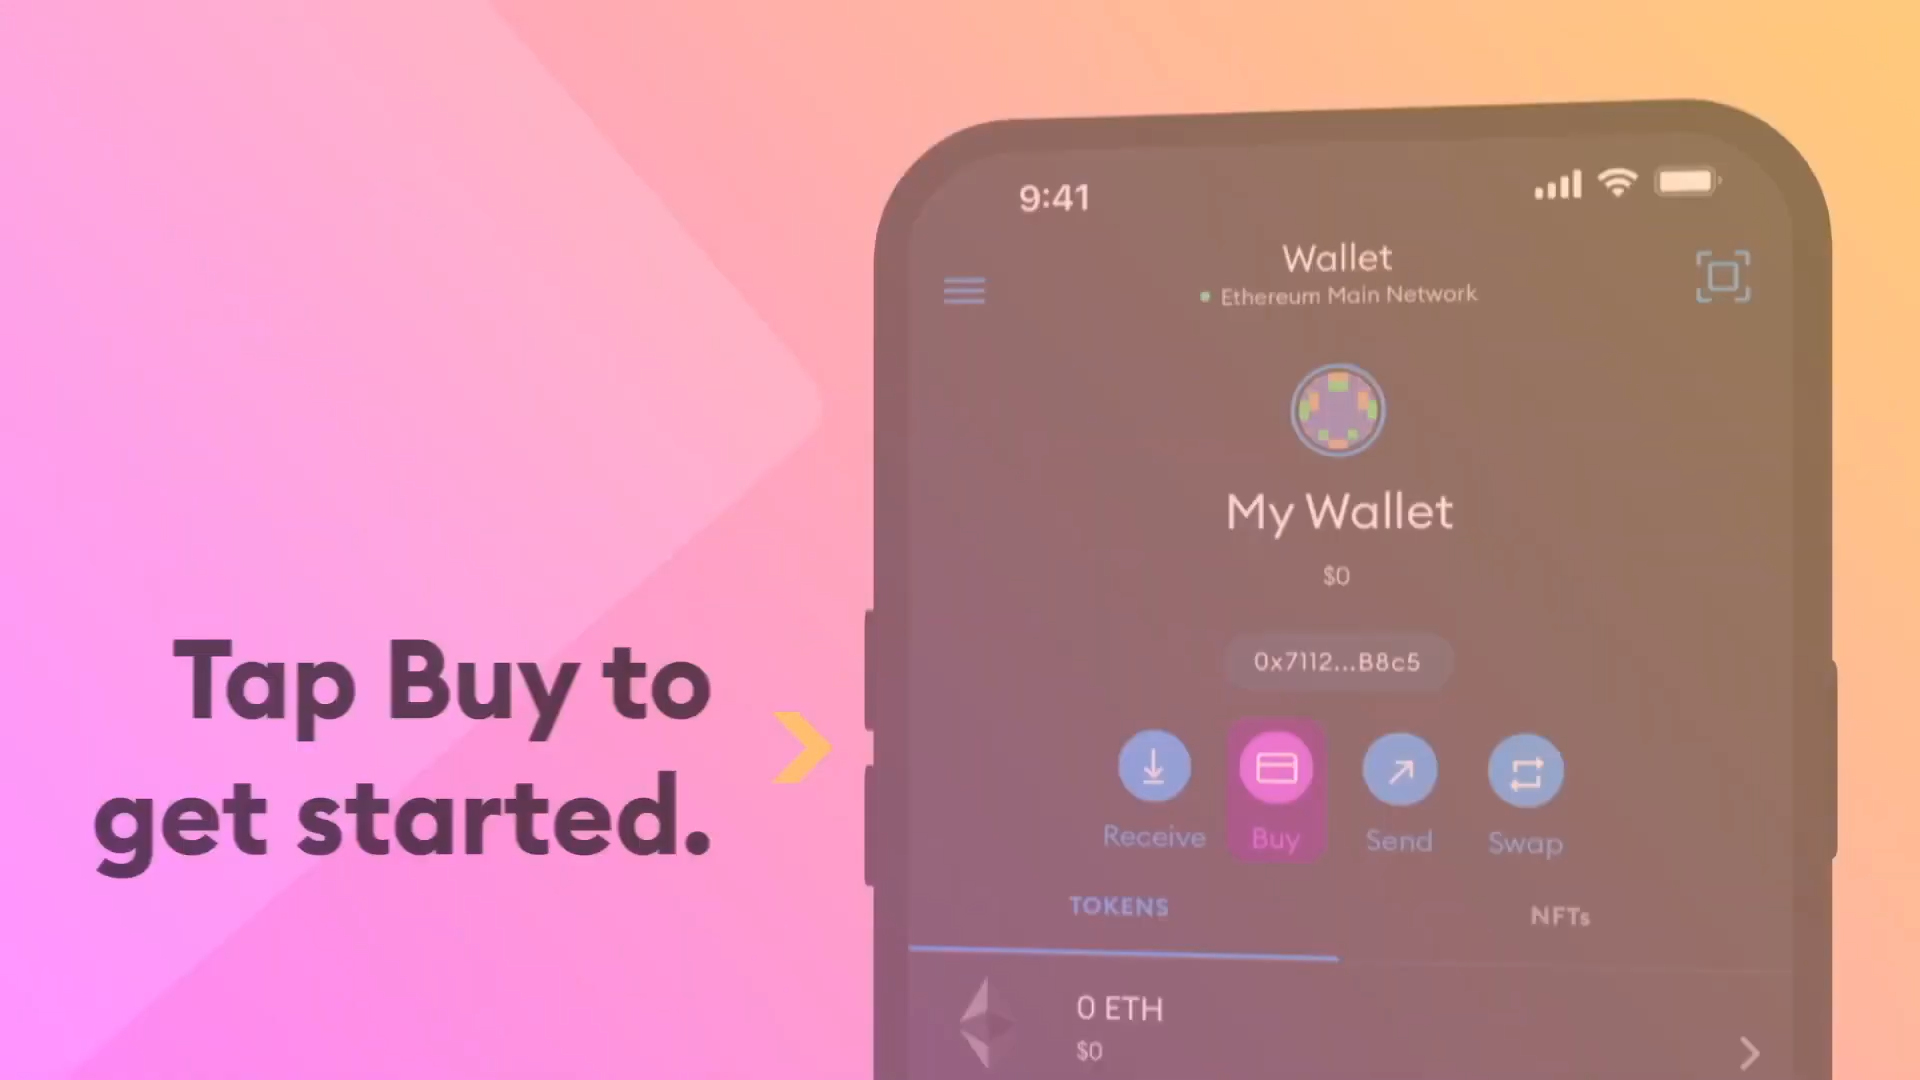 Tap Buy to
get started.
9:41
Wallet
Ethereum Main Network
My Wallet
$0
0x7112...B8c5
Receive
Buy
Send
Swap
TOKENS
NFTs
0 ETH
$0